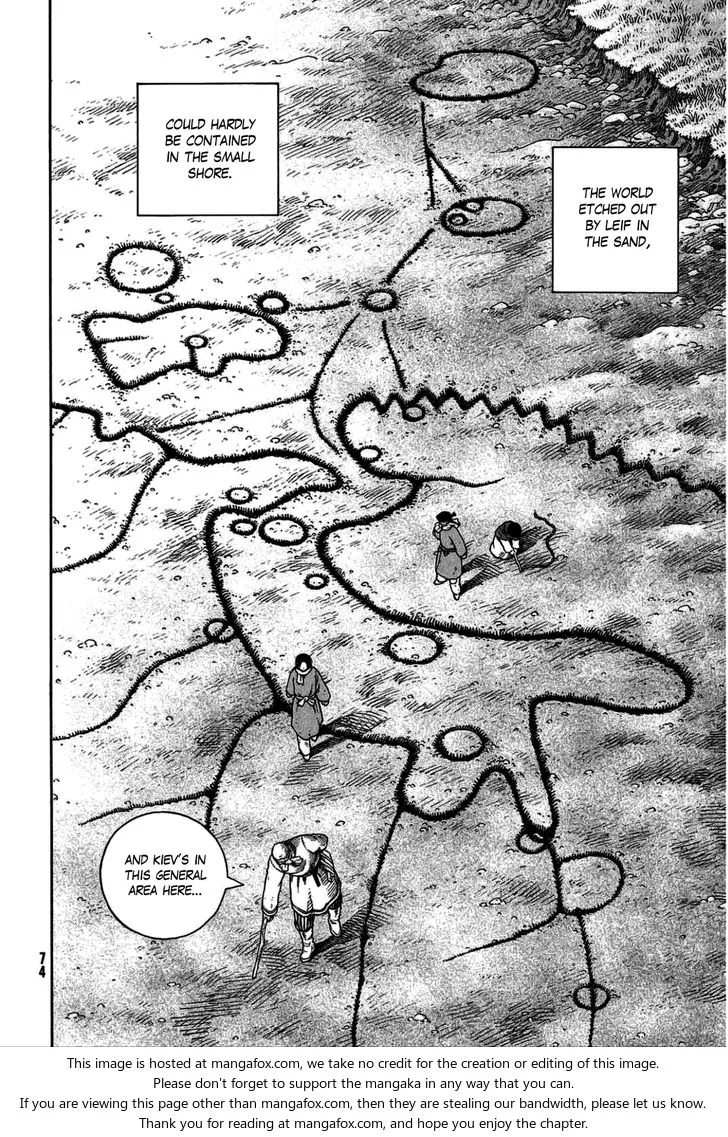 THE WORLD
ETCHED OUT
BY LEIF IN
THE SAND,
COULD HARDLY
BE CONTAINED
IN THE SMALL
SHORE.
AND KIEV'S IN
THIS GENERAL
AREA HERE...
74
This image is hosted at mangafox.com, we take no credit for the creation or editing of this image.
Please don't forget to support the mangaka in any way that you can.
If you are viewing this page other than mangafox.com, then they are stealing our bandwidth, please let us know.
Thank you for reading at mangafox.com, and hope you enjoy the chapter.